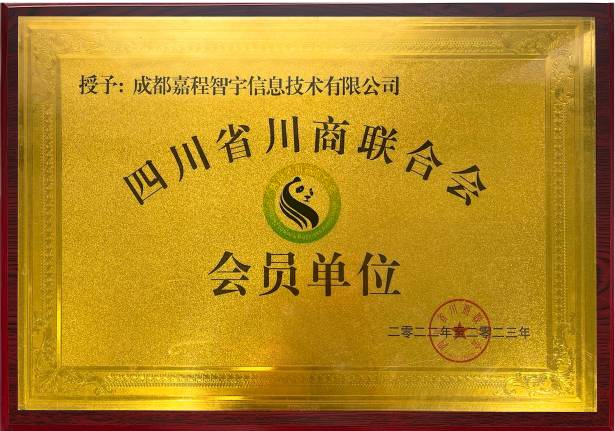 授予：成都嘉程智宇信息技术有限公司
四川省川商联合会
会员单位
二零二二年至二零二三年